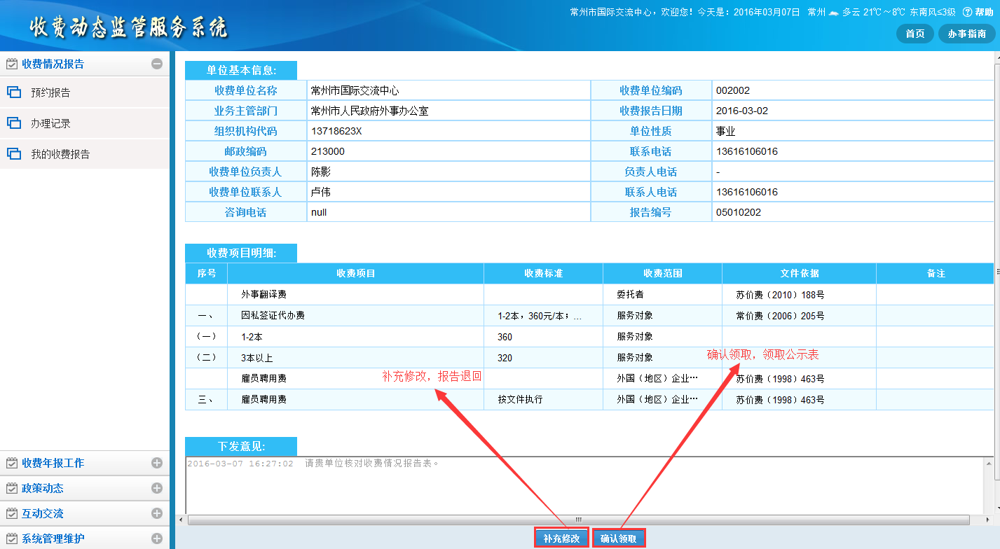 收费动态监管服务系统
常州市国际交流中心，欢迎您！今天是：2016年03月07日 常州 多云 21℃～8℃ 东南风≤3级 帮助
首页 办事指南
收费情况报告
预约报告
办理记录
我的收费报告
收费年报工作
政策动态
互动交流
系统管理维护
单位基本信息:
收费单位名称 常州市国际交流中心 收费单位编码 002002
业务主管部门 常州市人民政府外事办公室 收费报告日期 2016-03-02
组织机构代码 13718623X 单位性质 事业
邮政编码 213000 联系电话 13616106016
收费单位负责人 陈影 负责人电话 -
收费单位联系人 卢伟 联系人电话 13616106016
咨询电话 null 报告编号 05010202
收费项目明细:
序号 收费项目 收费标准 收费范围 文件依据 备注
外事翻译费 委托者 苏价费（2010）188号
一、 因私签证代办费 1-2本，360元/本；... 服务对象 常价费（2006）205号
（一） 1-2本 360 服务对象
（二） 3本以上 320 服务对象
确认领取，领取公示表
补充修改，报告退回
雇员聘用费 外国（地区）企业… 苏价费（1998）463号
三、 雇员聘用费 按文件执行 外国（地区）企业… 苏价费（1998）463号
下发意见:
2016-03-07 16:27:02 请贵单位核对收费情况报告表。
补充修改 确认领取